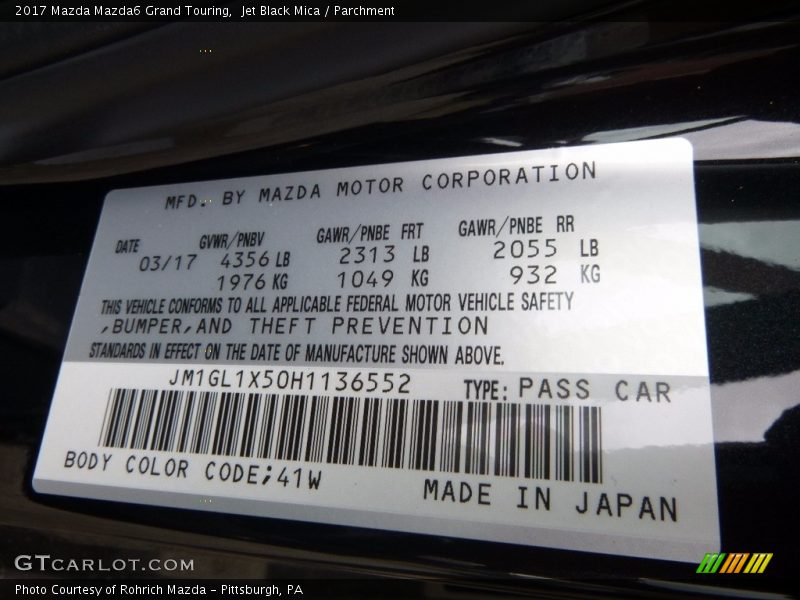 2017 Mazda Mazda6 Grand Touring,  Jet Black Mica / Parchment
MFD. BY MAZDA MOTOR CORPORATION
DATE GVWR/PNBV GAWR/PNBE FRT GAWR/PNBE RR
03/17 4356 LB 2313 LB 2055 LB
1976 KG 1049 KG 932 KG
THIS VEHICLE CONFORMS TO ALL APPLICABLE FEDERAL MOTOR VEHICLE SAFETY
,BUMPER,AND THEFT PREVENTION
STANDARDS IN EFFECT ON THE DATE OF MANUFACTURE SHOWN ABOVE.
JM1GL1X50H1136552 TYPE: PASS CAR
BODY COLOR CODE;41W
MADE IN JAPAN
GTCARLOT.COM
Photo Courtesy of Rohrich Mazda - Pittsburgh, PA